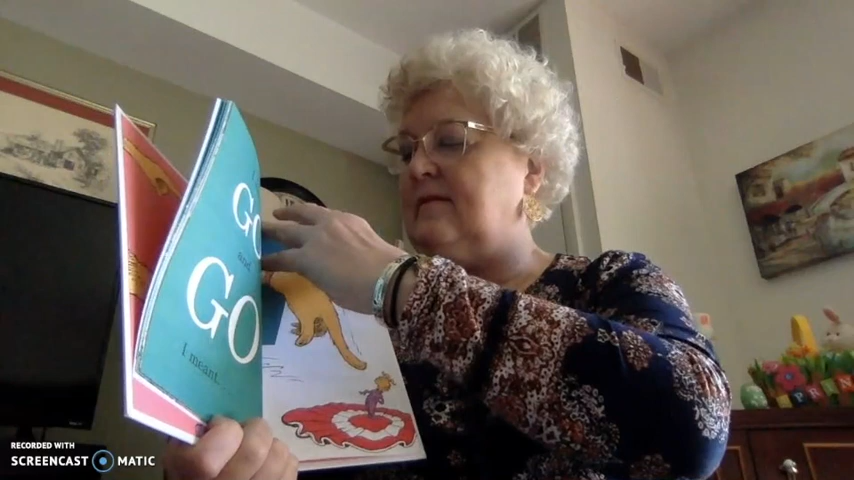 GO
and
GO
I meant
RECORDED WITH
SCREENCAST O MATIC